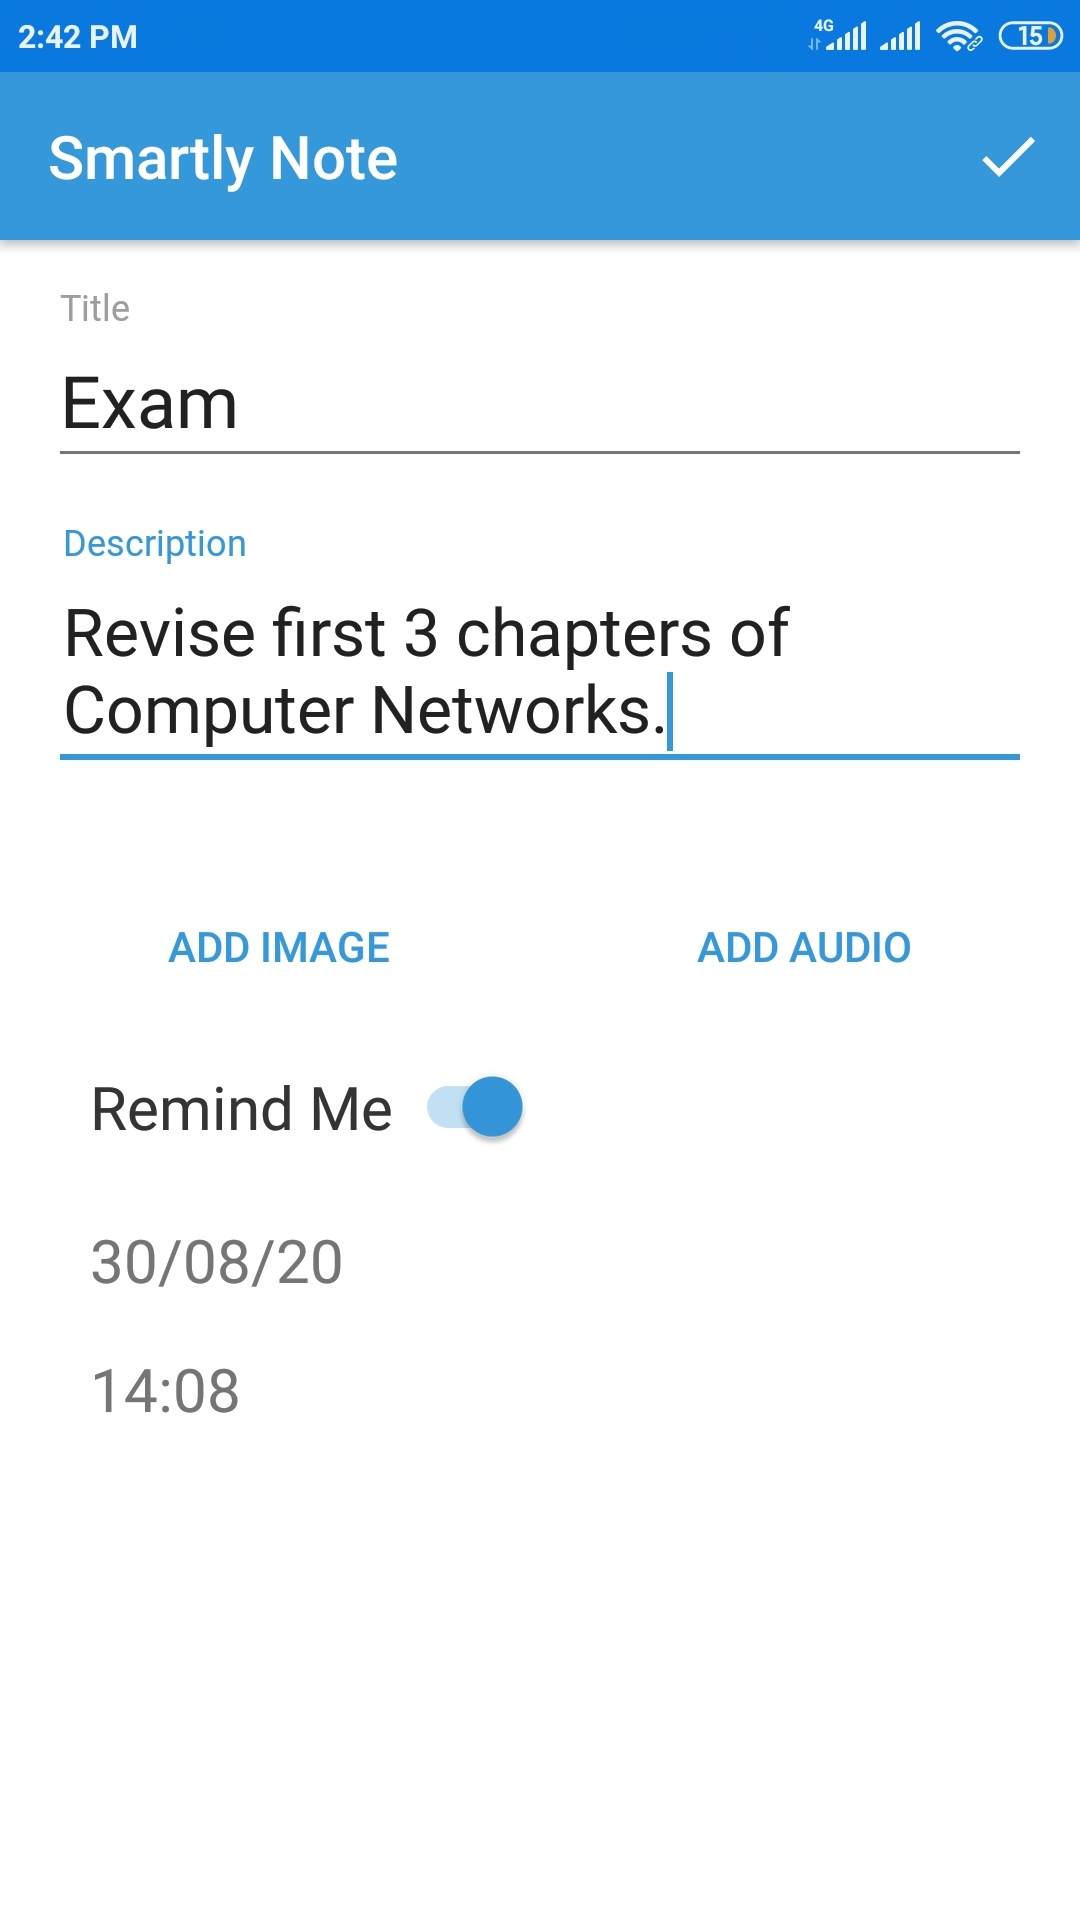 2:42 PM
4G
15
Smartly Note
Title
Exam
Description
Revise first 3 chapters of
Computer Networks.
ADD IMAGE
ADD AUDIO
Remind Me
30/08/20
14:08